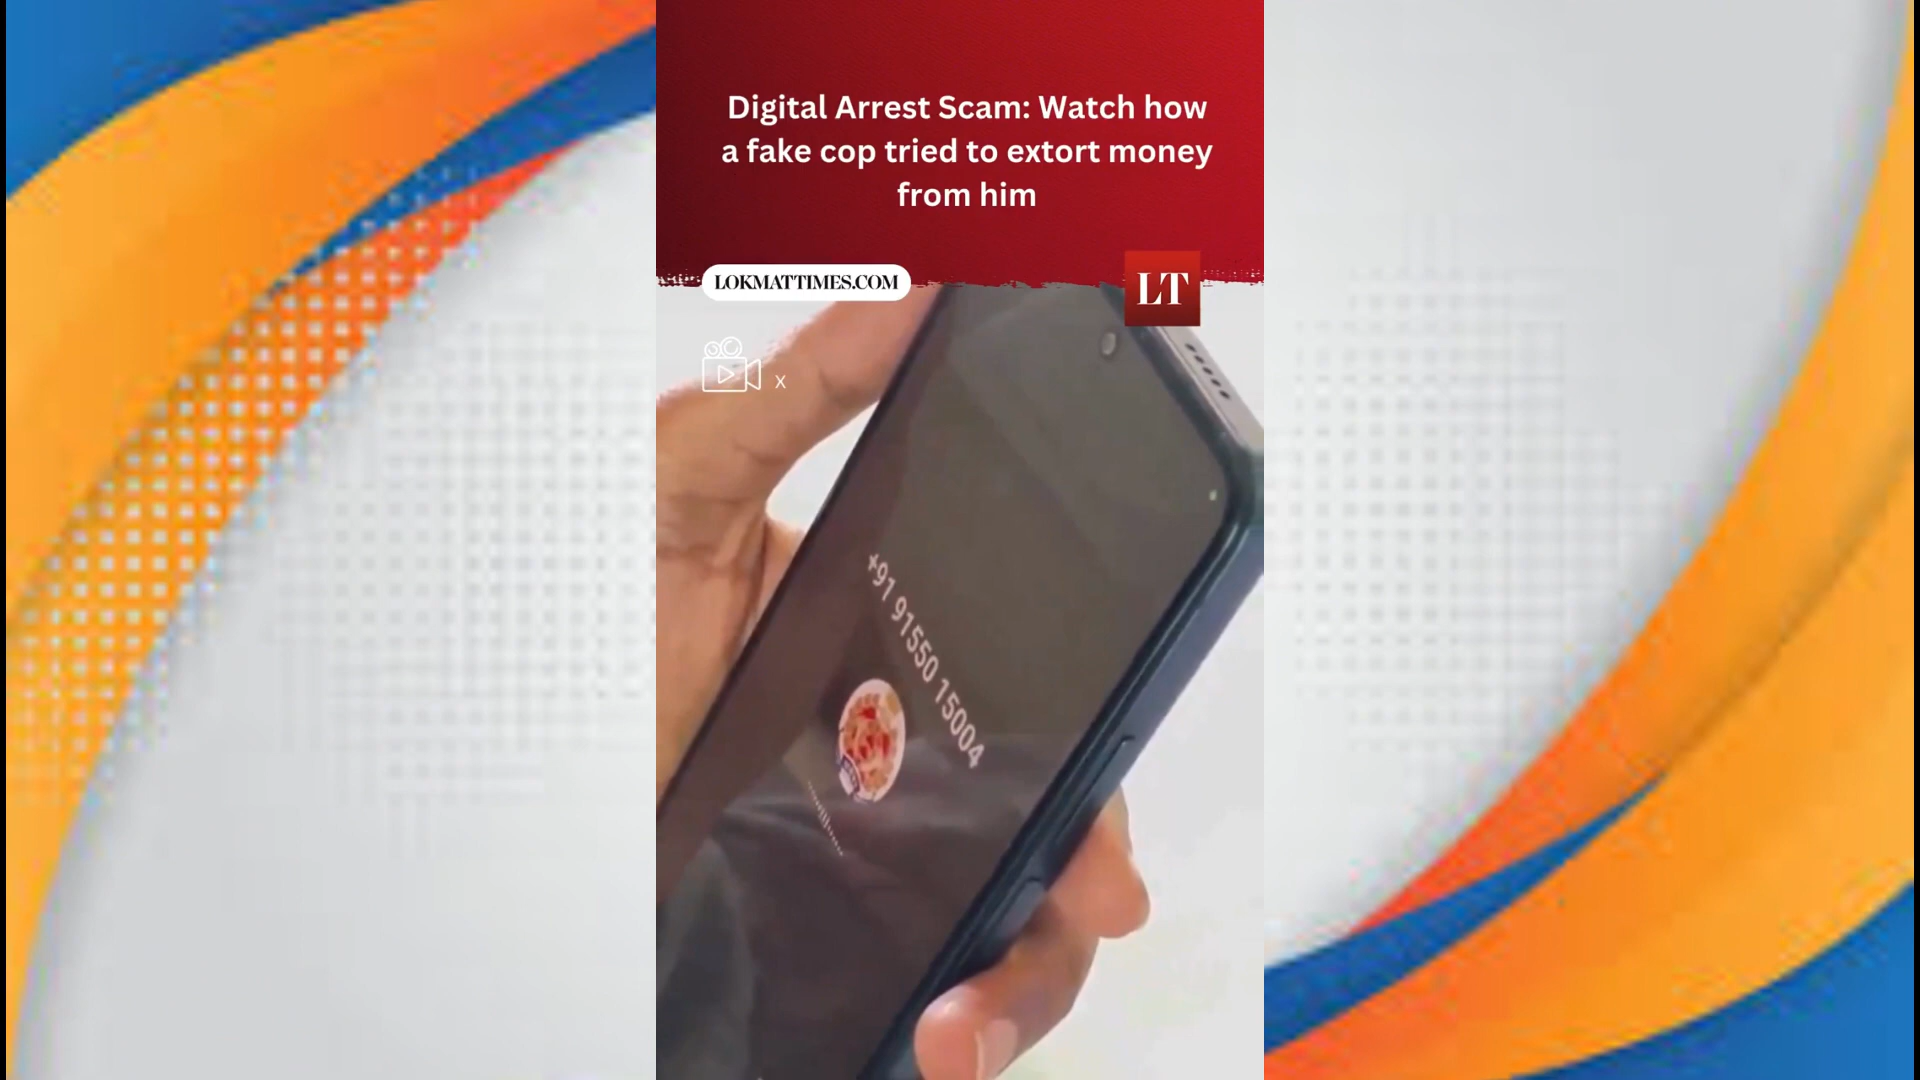 Digital Arrest Scam: Watch how
a fake cop tried to extort money
from him
LOKMATTIMES.COM
LT
X
+91 91550 15004